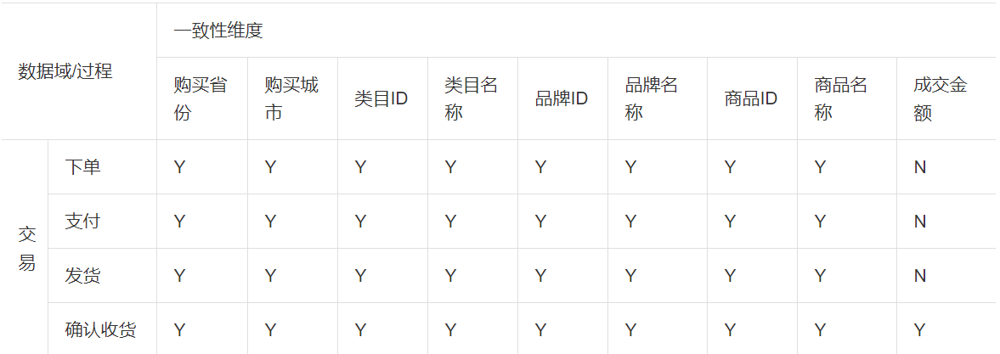 一致性维度
数据域/过程
购买省份 购买城市 类目ID 类目名称 品牌ID 品牌名称 商品ID 商品名称 成交金额
交易
下单 Y Y Y Y Y Y Y Y N
支付 Y Y Y Y Y Y Y Y N
发货 Y Y Y Y Y Y Y Y N
确认收货 Y Y Y Y Y Y Y Y Y